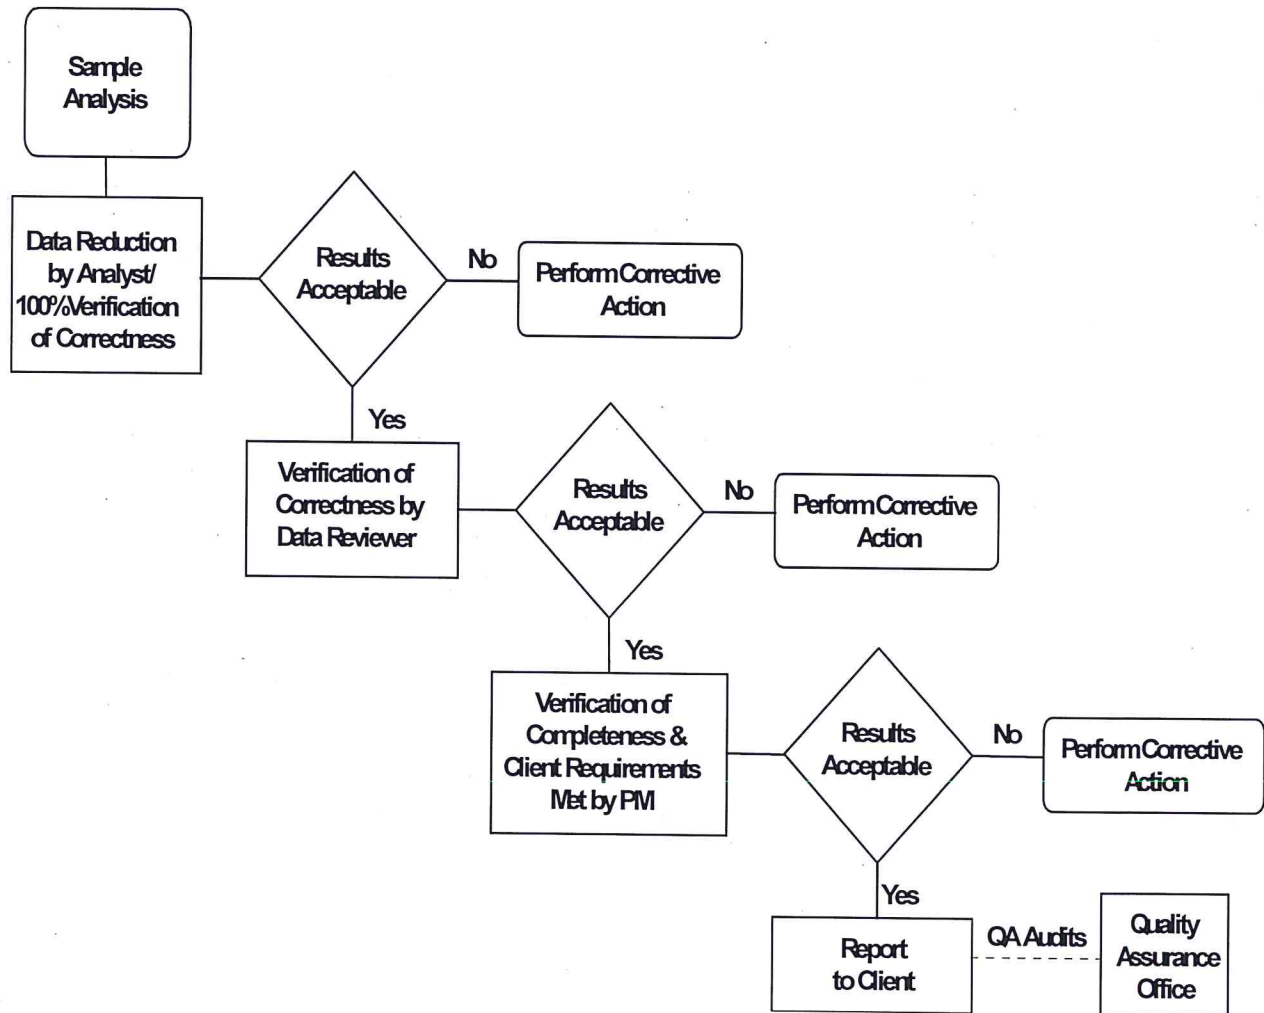 Sample
Analysis
Data Reduction
by Analyst/
100%Verification
of Correctness
Results
Acceptable
No
Perform Corrective
Action
Yes
Verification of
Correctness by
Data Reviewer
Results
Acceptable
No
Perform Corrective
Action
Yes
Verification of
Completeness &
Client Requirements
Met by PM
Results
Acceptable
No
Perform Corrective
Action
Yes
Report
to Client
QA Audits
Quality
Assurance
Office